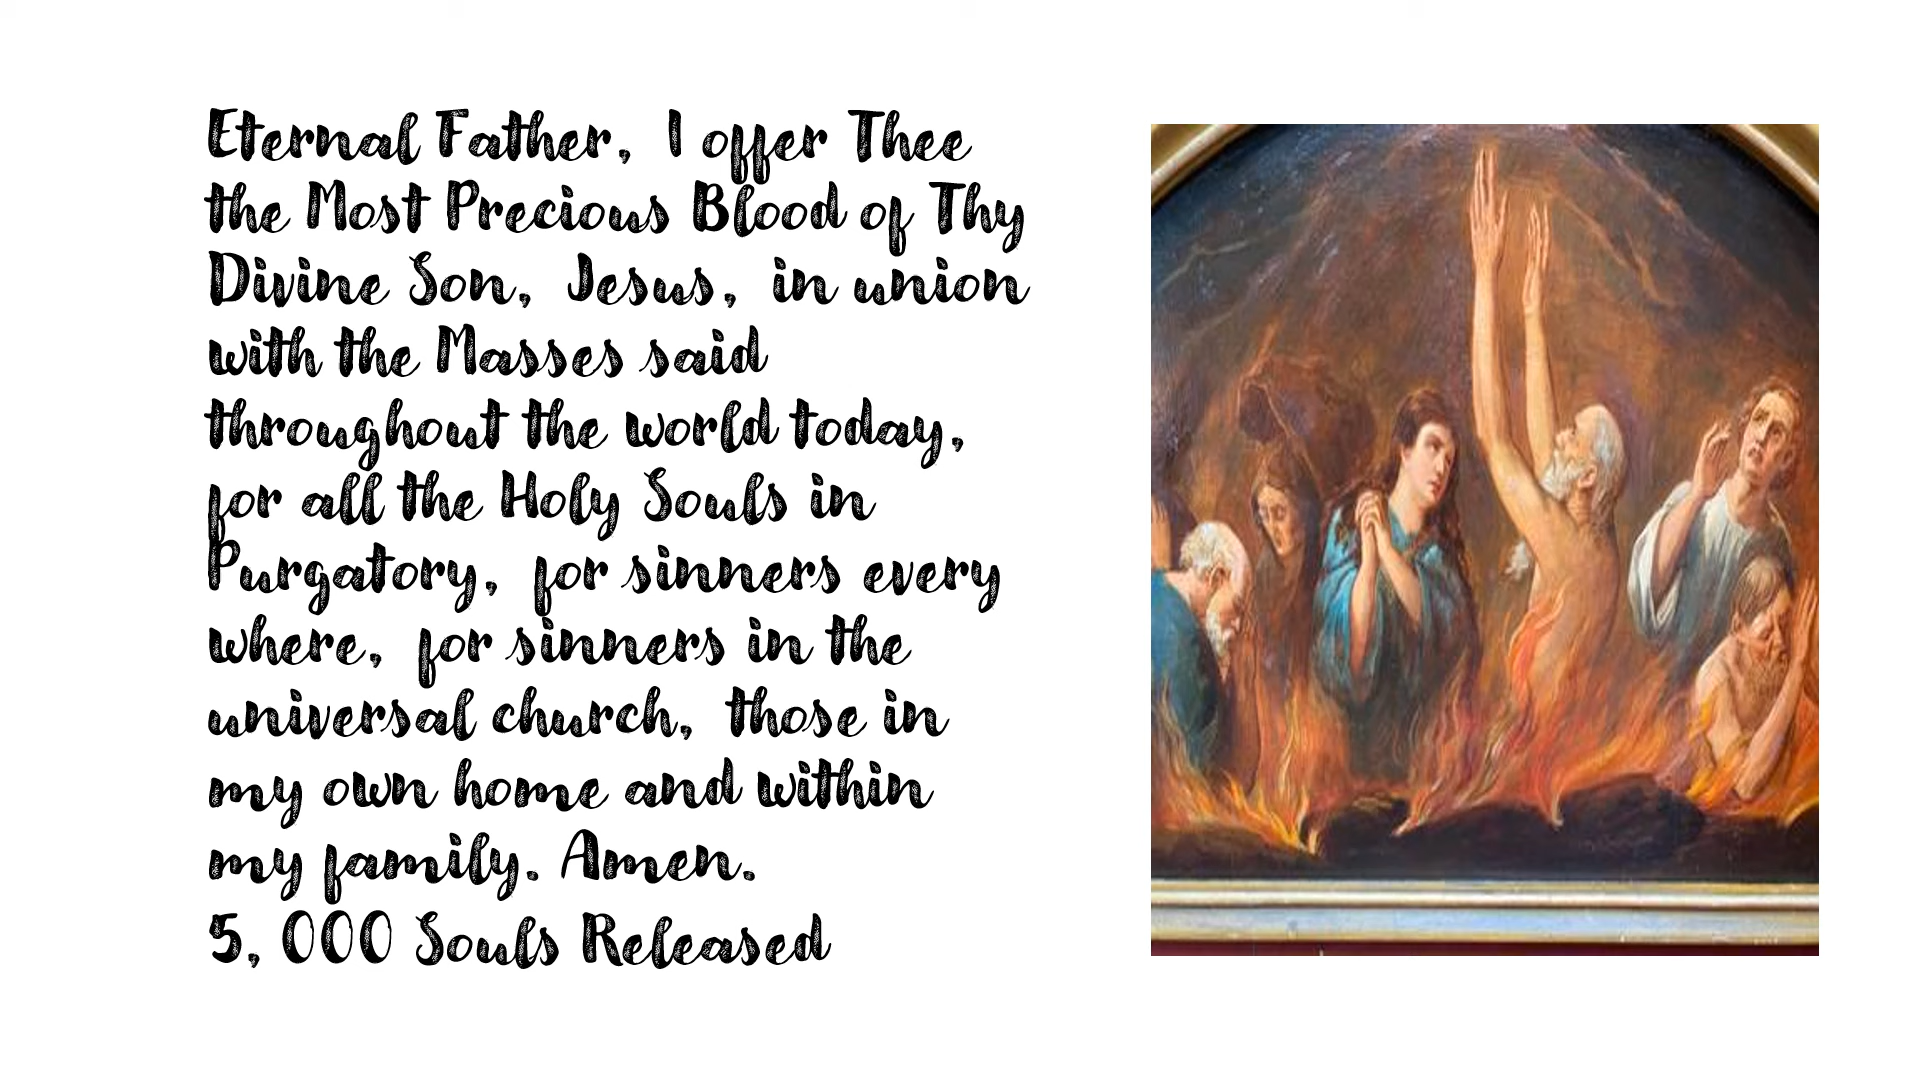 Eternal Father, I offer Thee
the Most Precious Blood of Thy
Divine Son, Jesus, in union
with the Masses said
throughout the world today,
for all the Holy Souls in
Purgatory, for sinners every
where, for sinners in the
universal church, those in
my own home and within
my family. Amen.
5, 000 Souls Released